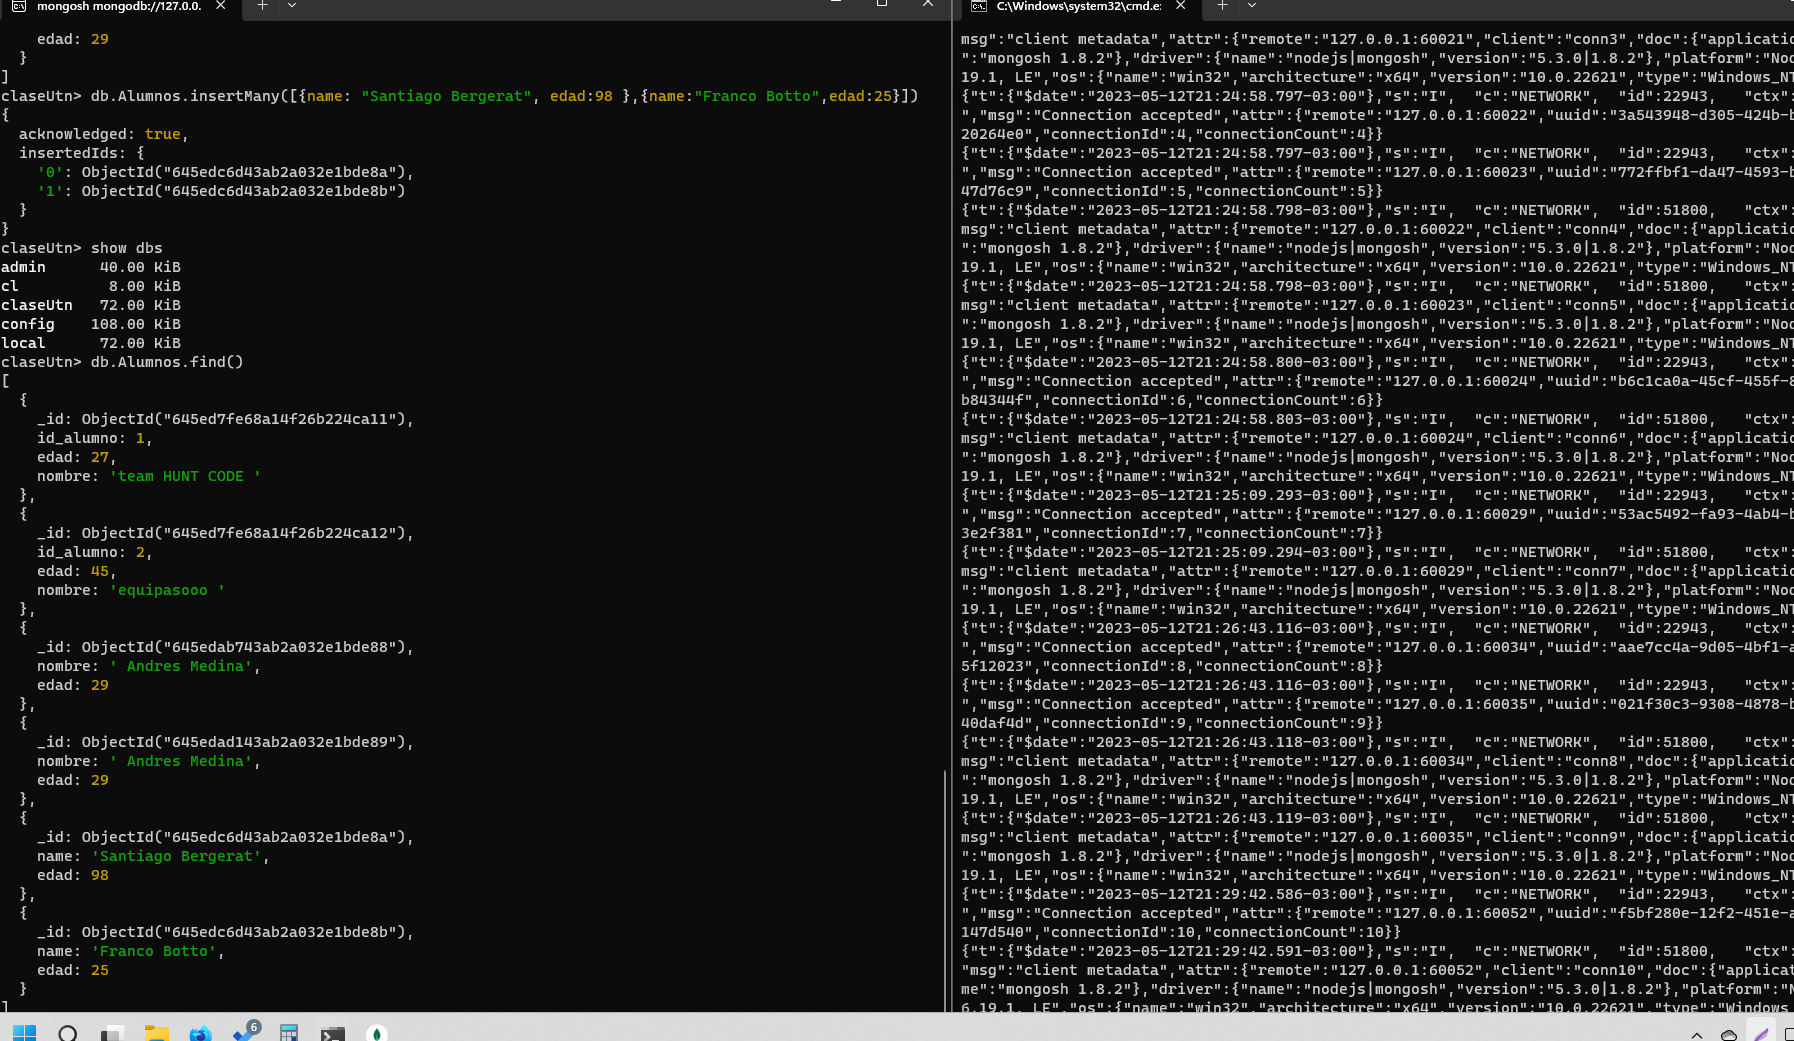 mongosh mongodb://127.0.0.
edad: 29
}
]
claseUtn> db.Alumnos.insertMany([{name: "Santiago Bergerat", edad:98 },{name:"Franco Botto",edad:25}])
{
acknowledged: true,
insertedIds: {
'0': ObjectId("645edc6d43ab2a032e1bde8a"),
'1': ObjectId("645edc6d43ab2a032e1bde8b")
}
}
claseUtn> show dbs
admin 40.00 KiB
cl 8.00 KiB
claseUtn 72.00 KiB
config 108.00 KiB
local 72.00 KiB
claseUtn> db.Alumnos.find()
[
{
_id: ObjectId("645ed7fe68a14f26b224ca11"),
id_alumno: 1,
edad: 27,
nombre: 'team HUNT CODE '
},
{
_id: ObjectId("645ed7fe68a14f26b224ca12"),
id_alumno: 2,
edad: 45,
nombre: 'equipasooo '
},
{
_id: ObjectId("645edab743ab2a032e1bde88"),
nombre: ' Andres Medina',
edad: 29
},
{
_id: ObjectId("645edad143ab2a032e1bde89"),
nombre: ' Andres Medina',
edad: 29
},
{
_id: ObjectId("645edc6d43ab2a032e1bde8a"),
name: 'Santiago Bergerat',
edad: 98
},
{
_id: ObjectId("645edc6d43ab2a032e1bde8b"),
name: 'Franco Botto',
edad: 25
}
]
C:\Windows\system32\cmd.e
msg":"client metadata","attr":{"remote":"127.0.0.1:60021","client":"conn3","doc":{"applicatio
":"mongosh 1.8.2"},"driver":{"name":"nodejs|mongosh","version":"5.3.0|1.8.2"},"platform":"Nod
19.1, LE","os":{"name":"win32","architecture":"x64","version":"10.0.22621","type":"Windows_NT
{"t":{"$date":"2023-05-12T21:24:58.797-03:00"},"s":"I", "c":"NETWORK", "id":22943, "ctx":
","msg":"Connection accepted","attr":{"remote":"127.0.0.1:60022","uuid":"3a543948-d305-424b-b
20264e0","connectionId":4,"connectionCount":4}}
{"t":{"$date":"2023-05-12T21:24:58.797-03:00"},"s":"I", "c":"NETWORK", "id":22943, "ctx":
","msg":"Connection accepted","attr":{"remote":"127.0.0.1:60023","uuid":"772ffbf1-da47-4593-b
47d76c9","connectionId":5,"connectionCount":5}}
{"t":{"$date":"2023-05-12T21:24:58.798-03:00"},"s":"I", "c":"NETWORK", "id":51800, "ctx":
msg":"client metadata","attr":{"remote":"127.0.0.1:60022","client":"conn4","doc":{"applicatio
":"mongosh 1.8.2"},"driver":{"name":"nodejs|mongosh","version":"5.3.0|1.8.2"},"platform":"Nod
19.1, LE","os":{"name":"win32","architecture":"x64","version":"10.0.22621","type":"Windows_NT
{"t":{"$date":"2023-05-12T21:24:58.798-03:00"},"s":"I", "c":"NETWORK", "id":51800, "ctx":
msg":"client metadata","attr":{"remote":"127.0.0.1:60023","client":"conn5","doc":{"applicatio
":"mongosh 1.8.2"},"driver":{"name":"nodejs|mongosh","version":"5.3.0|1.8.2"},"platform":"Nod
19.1, LE","os":{"name":"win32","architecture":"x64","version":"10.0.22621","type":"Windows_NT
{"t":{"$date":"2023-05-12T21:24:58.800-03:00"},"s":"I", "c":"NETWORK", "id":22943, "ctx":
","msg":"Connection accepted","attr":{"remote":"127.0.0.1:60024","uuid":"b6c1ca0a-45cf-455f-8
b84344f","connectionId":6,"connectionCount":6}}
{"t":{"$date":"2023-05-12T21:24:58.803-03:00"},"s":"I", "c":"NETWORK", "id":51800, "ctx":
msg":"client metadata","attr":{"remote":"127.0.0.1:60024","client":"conn6","doc":{"applicatio
":"mongosh 1.8.2"},"driver":{"name":"nodejs|mongosh","version":"5.3.0|1.8.2"},"platform":"Nod
19.1, LE","os":{"name":"win32","architecture":"x64","version":"10.0.22621","type":"Windows_NT
{"t":{"$date":"2023-05-12T21:25:09.293-03:00"},"s":"I", "c":"NETWORK", "id":22943, "ctx":
","msg":"Connection accepted","attr":{"remote":"127.0.0.1:60029","uuid":"53ac5492-fa93-4ab4-b
3e2f381","connectionId":7,"connectionCount":7}}
{"t":{"$date":"2023-05-12T21:25:09.294-03:00"},"s":"I", "c":"NETWORK", "id":51800, "ctx":
msg":"client metadata","attr":{"remote":"127.0.0.1:60029","client":"conn7","doc":{"applicatio
":"mongosh 1.8.2"},"driver":{"name":"nodejs|mongosh","version":"5.3.0|1.8.2"},"platform":"Nod
19.1, LE","os":{"name":"win32","architecture":"x64","version":"10.0.22621","type":"Windows_NT
{"t":{"$date":"2023-05-12T21:26:43.116-03:00"},"s":"I", "c":"NETWORK", "id":22943, "ctx":
","msg":"Connection accepted","attr":{"remote":"127.0.0.1:60034","uuid":"aae7cc4a-9d05-4bf1-a
5f12023","connectionId":8,"connectionCount":8}}
{"t":{"$date":"2023-05-12T21:26:43.116-03:00"},"s":"I", "c":"NETWORK", "id":22943, "ctx":
","msg":"Connection accepted","attr":{"remote":"127.0.0.1:60035","uuid":"021f30c3-9308-4878-b
40daf4d","connectionId":9,"connectionCount":9}}
{"t":{"$date":"2023-05-12T21:26:43.118-03:00"},"s":"I", "c":"NETWORK", "id":51800, "ctx":
msg":"client metadata","attr":{"remote":"127.0.0.1:60034","client":"conn8","doc":{"applicatio
":"mongosh 1.8.2"},"driver":{"name":"nodejs|mongosh","version":"5.3.0|1.8.2"},"platform":"Nod
19.1, LE","os":{"name":"win32","architecture":"x64","version":"10.0.22621","type":"Windows_NT
{"t":{"$date":"2023-05-12T21:26:43.119-03:00"},"s":"I", "c":"NETWORK", "id":51800, "ctx":
msg":"client metadata","attr":{"remote":"127.0.0.1:60035","client":"conn9","doc":{"applicatio
":"mongosh 1.8.2"},"driver":{"name":"nodejs|mongosh","version":"5.3.0|1.8.2"},"platform":"Nod
19.1, LE","os":{"name":"win32","architecture":"x64","version":"10.0.22621","type":"Windows_NT
{"t":{"$date":"2023-05-12T21:29:42.586-03:00"},"s":"I", "c":"NETWORK", "id":22943, "ctx":
","msg":"Connection accepted","attr":{"remote":"127.0.0.1:60052","uuid":"f5bf280e-12f2-451e-a
147d540","connectionId":10,"connectionCount":10}}
{"t":{"$date":"2023-05-12T21:29:42.591-03:00"},"s":"I", "c":"NETWORK", "id":51800, "ctx":
"msg":"client metadata","attr":{"remote":"127.0.0.1:60052","client":"conn10","doc":{"applicat
me":"mongosh 1.8.2"},"driver":{"name":"nodejs|mongosh","version":"5.3.0|1.8.2"},"platform":"N
6.19.1, LE","os":{"name":"win32","architecture":"x64","version":"10.0.22621","type":"Windows
6